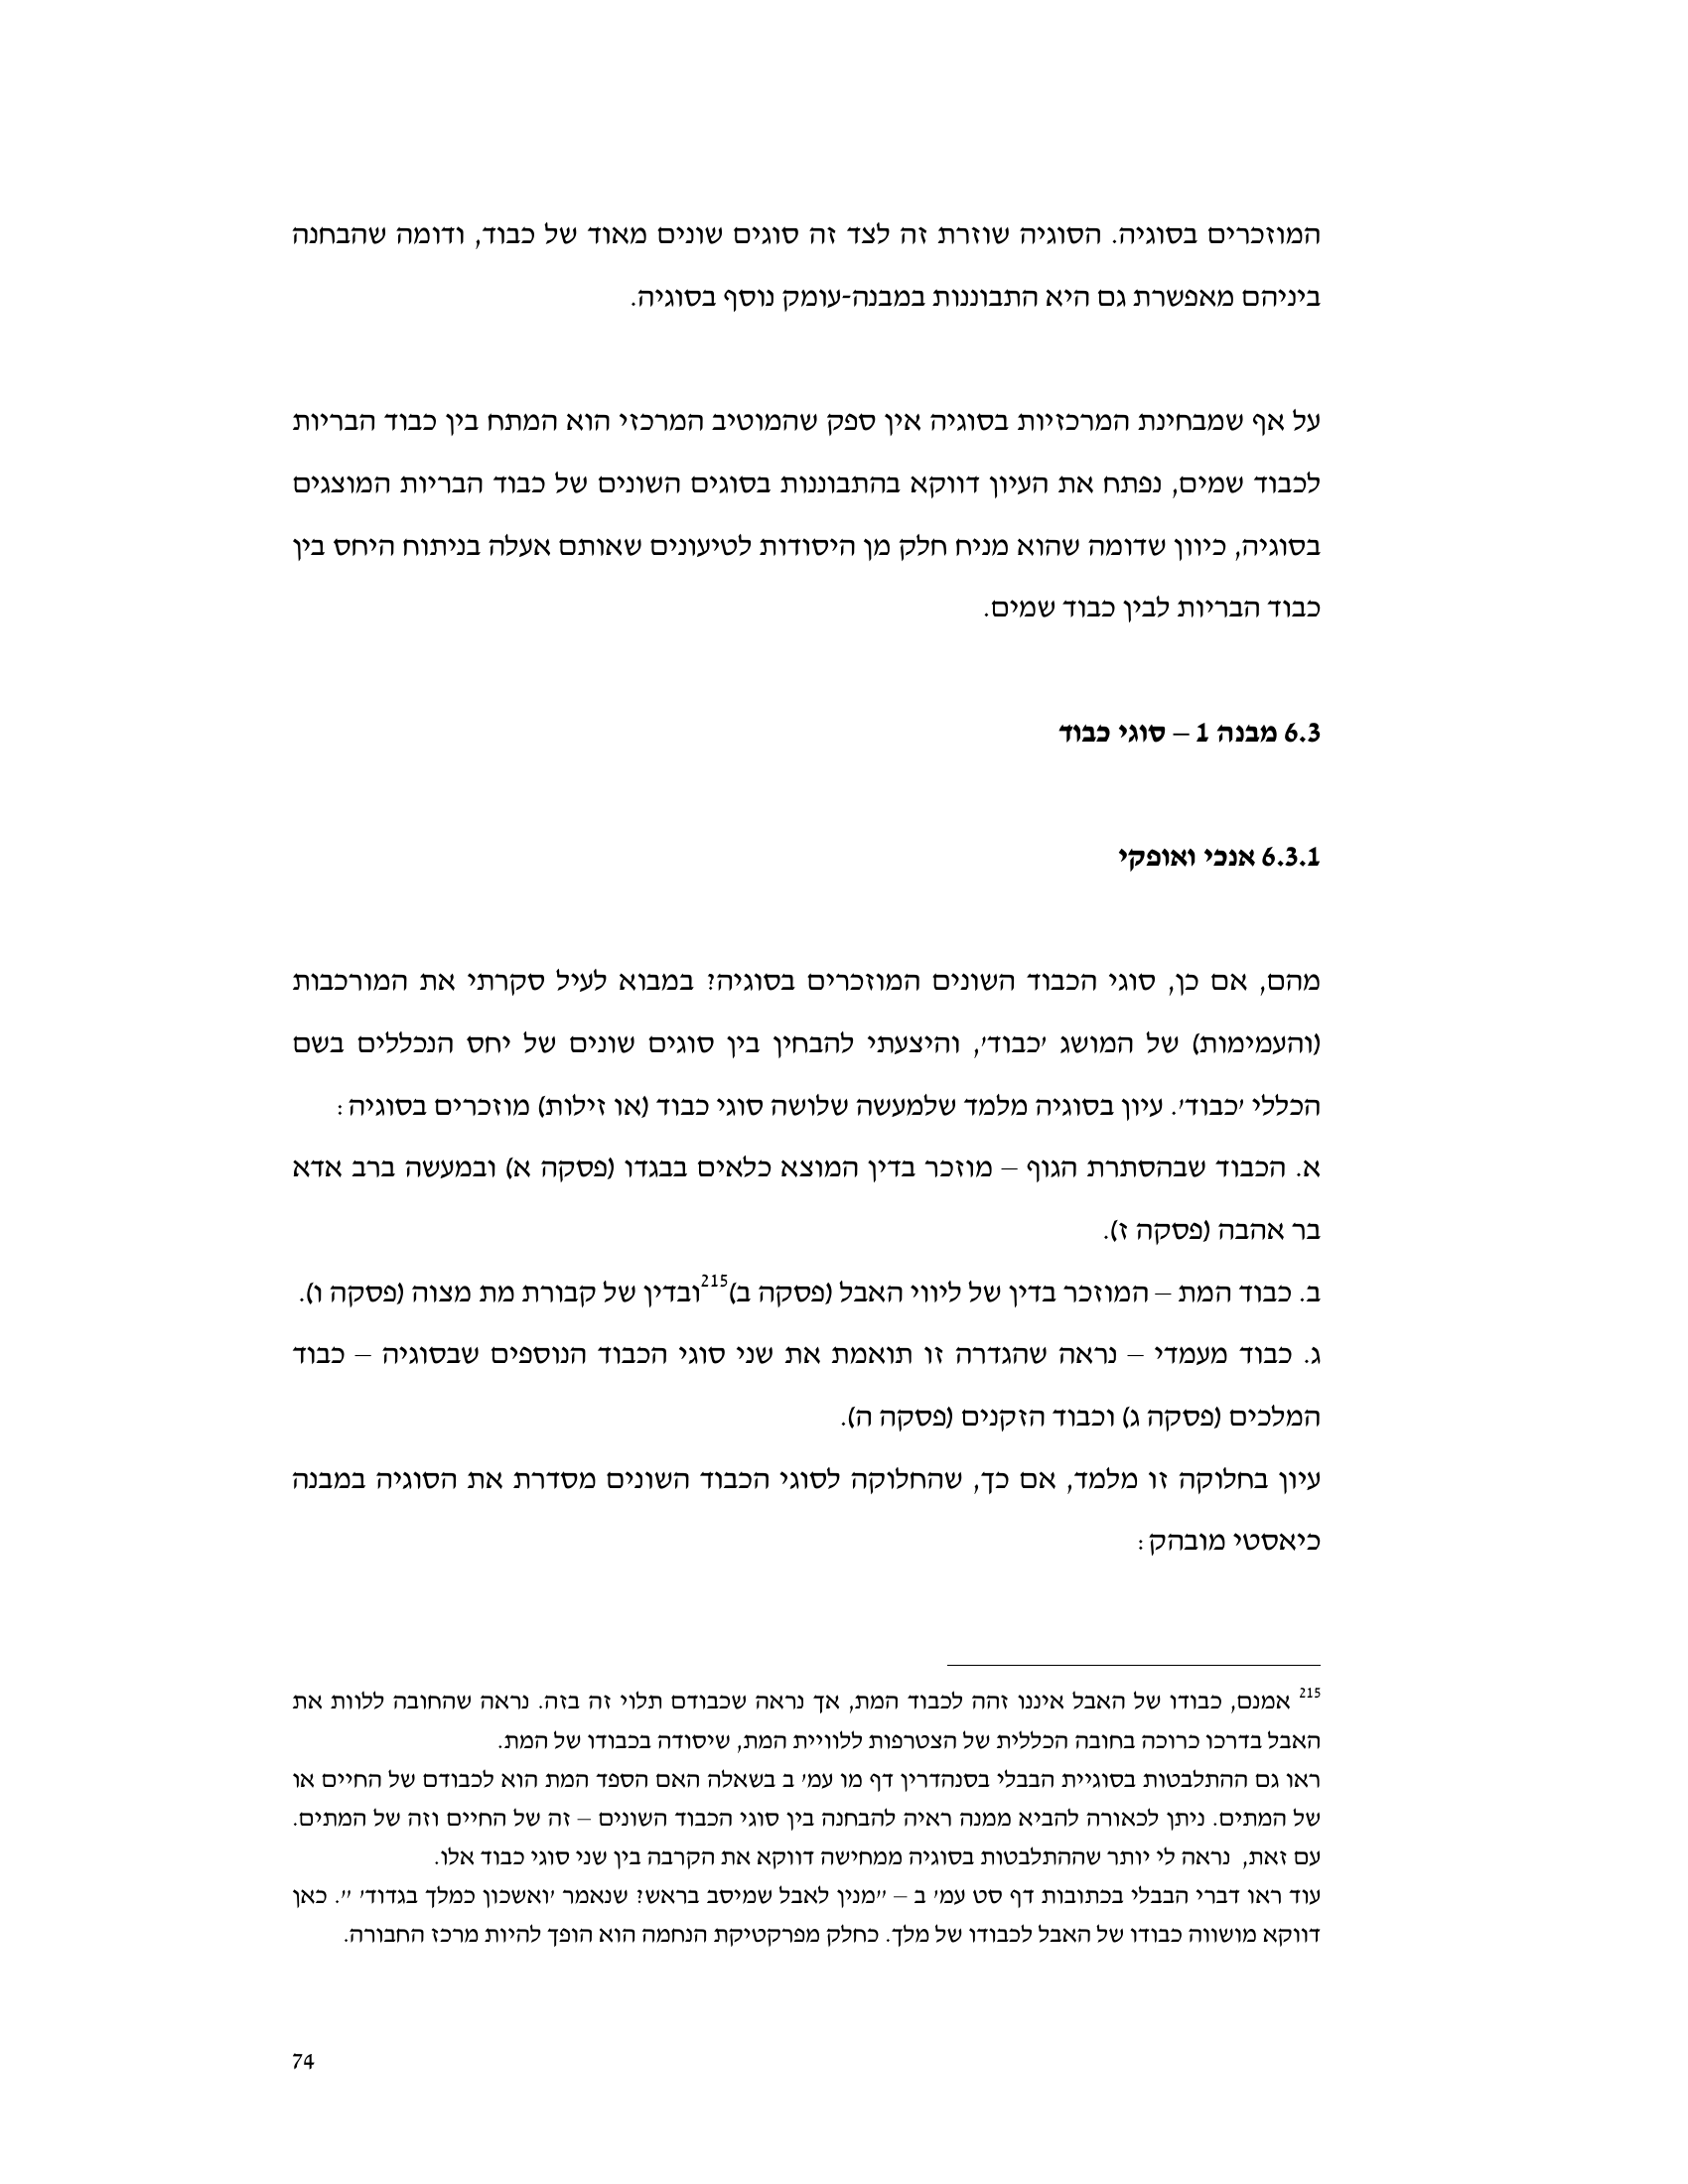 המוזכרים בסוגיה. הסוגיה שוזרת זה לצד זה סוגים שונים מאוד של כבוד, ודומה שהבחנה
ביניהם מאפשרת גם היא התבוננות במבנה-עומק נוסף בסוגיה.
על אף שמבחינת המרכזיות בסוגיה אין ספק שהמוטיב המרכזי הוא המתח בין כבוד הבריות
לכבוד שמים, נפתח את העיון דווקא בהתבוננות בסוגים השונים של כבוד הבריות המוצגים
בסוגיה, כיוון שדומה שהוא מניח חלק מן היסודות לטיעונים שאותם אעלה בניתוח היחס בין
כבוד הבריות לבין כבוד שמים.
6.3 מבנה 1 – סוגי כבוד
6.3.1 אנכי ואופקי
מהם, אם כן, סוגי הכבוד השונים המוזכרים בסוגיה? במבוא לעיל סקרתי את המורכבות
(והעמימות) של המושג 'כבוד', והיצעתי להבחין בין סוגים שונים של יחס הנכללים בשם
הכללי 'כבוד'. עיון בסוגיה מלמד שלמעשה שלושה סוגי כבוד (או זילות) מוזכרים בסוגיה:
א. הכבוד שבהסתרת הגוף – מוזכר בדין המוצא כלאים בבגדו (פסקה א) ובמעשה ברב אדא
בר אהבה (פסקה ז).
ב. כבוד המת – המוזכר בדין של ליווי האבל (פסקה ב)215ובדין של קבורת מת מצוה (פסקה ו).
ג. כבוד מעמדי – נראה שהגדרה זו תואמת את שני סוגי הכבוד הנוספים שבסוגיה – כבוד
המלכים (פסקה ג) וכבוד הזקנים (פסקה ה).
עיון בחלוקה זו מלמד, אם כך, שהחלוקה לסוגי הכבוד השונים מסדרת את הסוגיה במבנה
כיאסטי מובהק:
215 אמנם, כבודו של האבל איננו זהה לכבוד המת, אך נראה שכבודם תלוי זה בזה. נראה שהחובה ללוות את
האבל בדרכו כרוכה בחובה הכללית של הצטרפות ללוויית המת, שיסודה בכבודו של המת.
ראו גם ההתלבטות בסוגיית הבבלי בסנהדרין דף מו עמ' ב בשאלה האם הספד המת הוא לכבודם של החיים או
של המתים. ניתן לכאורה להביא ממנה ראיה להבחנה בין סוגי הכבוד השונים – זה של החיים וזה של המתים.
עם זאת, נראה לי יותר שההתלבטות בסוגיה ממחישה דווקא את הקרבה בין שני סוגי כבוד אלו.
עוד ראו דברי הבבלי בכתובות דף סט עמ' ב – "מנין לאבל שמיסב בראש? שנאמר 'ואשכון כמלך בגדוד' ". כאן
דווקא מושווה כבודו של האבל לכבודו של מלך. כחלק מפרקטיקת הנחמה הוא הופך להיות מרכז החבורה.
74